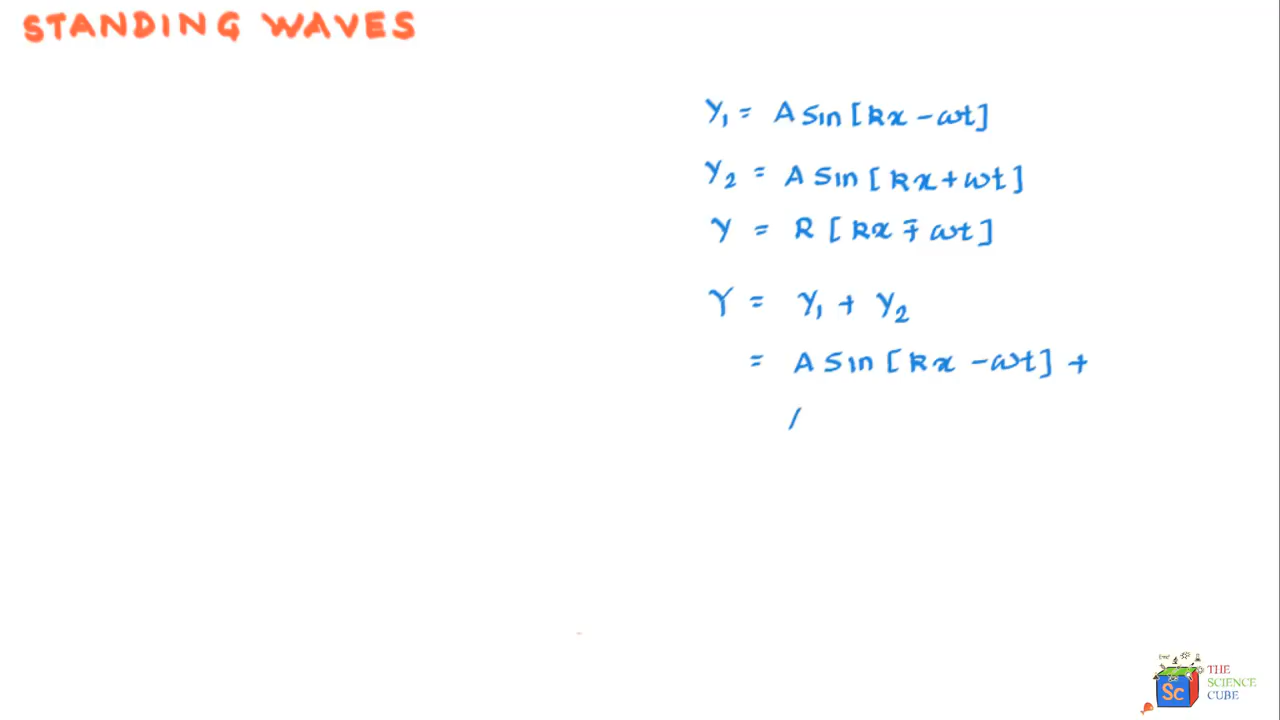 STANDING WAVES
Y₁ = A Sin [kx - ωt]
Y₂ = A Sin [kx + ωt]
Y = R [kx ∓ ωt]
Y = Y₁ + Y₂
= A Sin [kx - ωt] +
Sc
THE
SCIENCE
CUBE